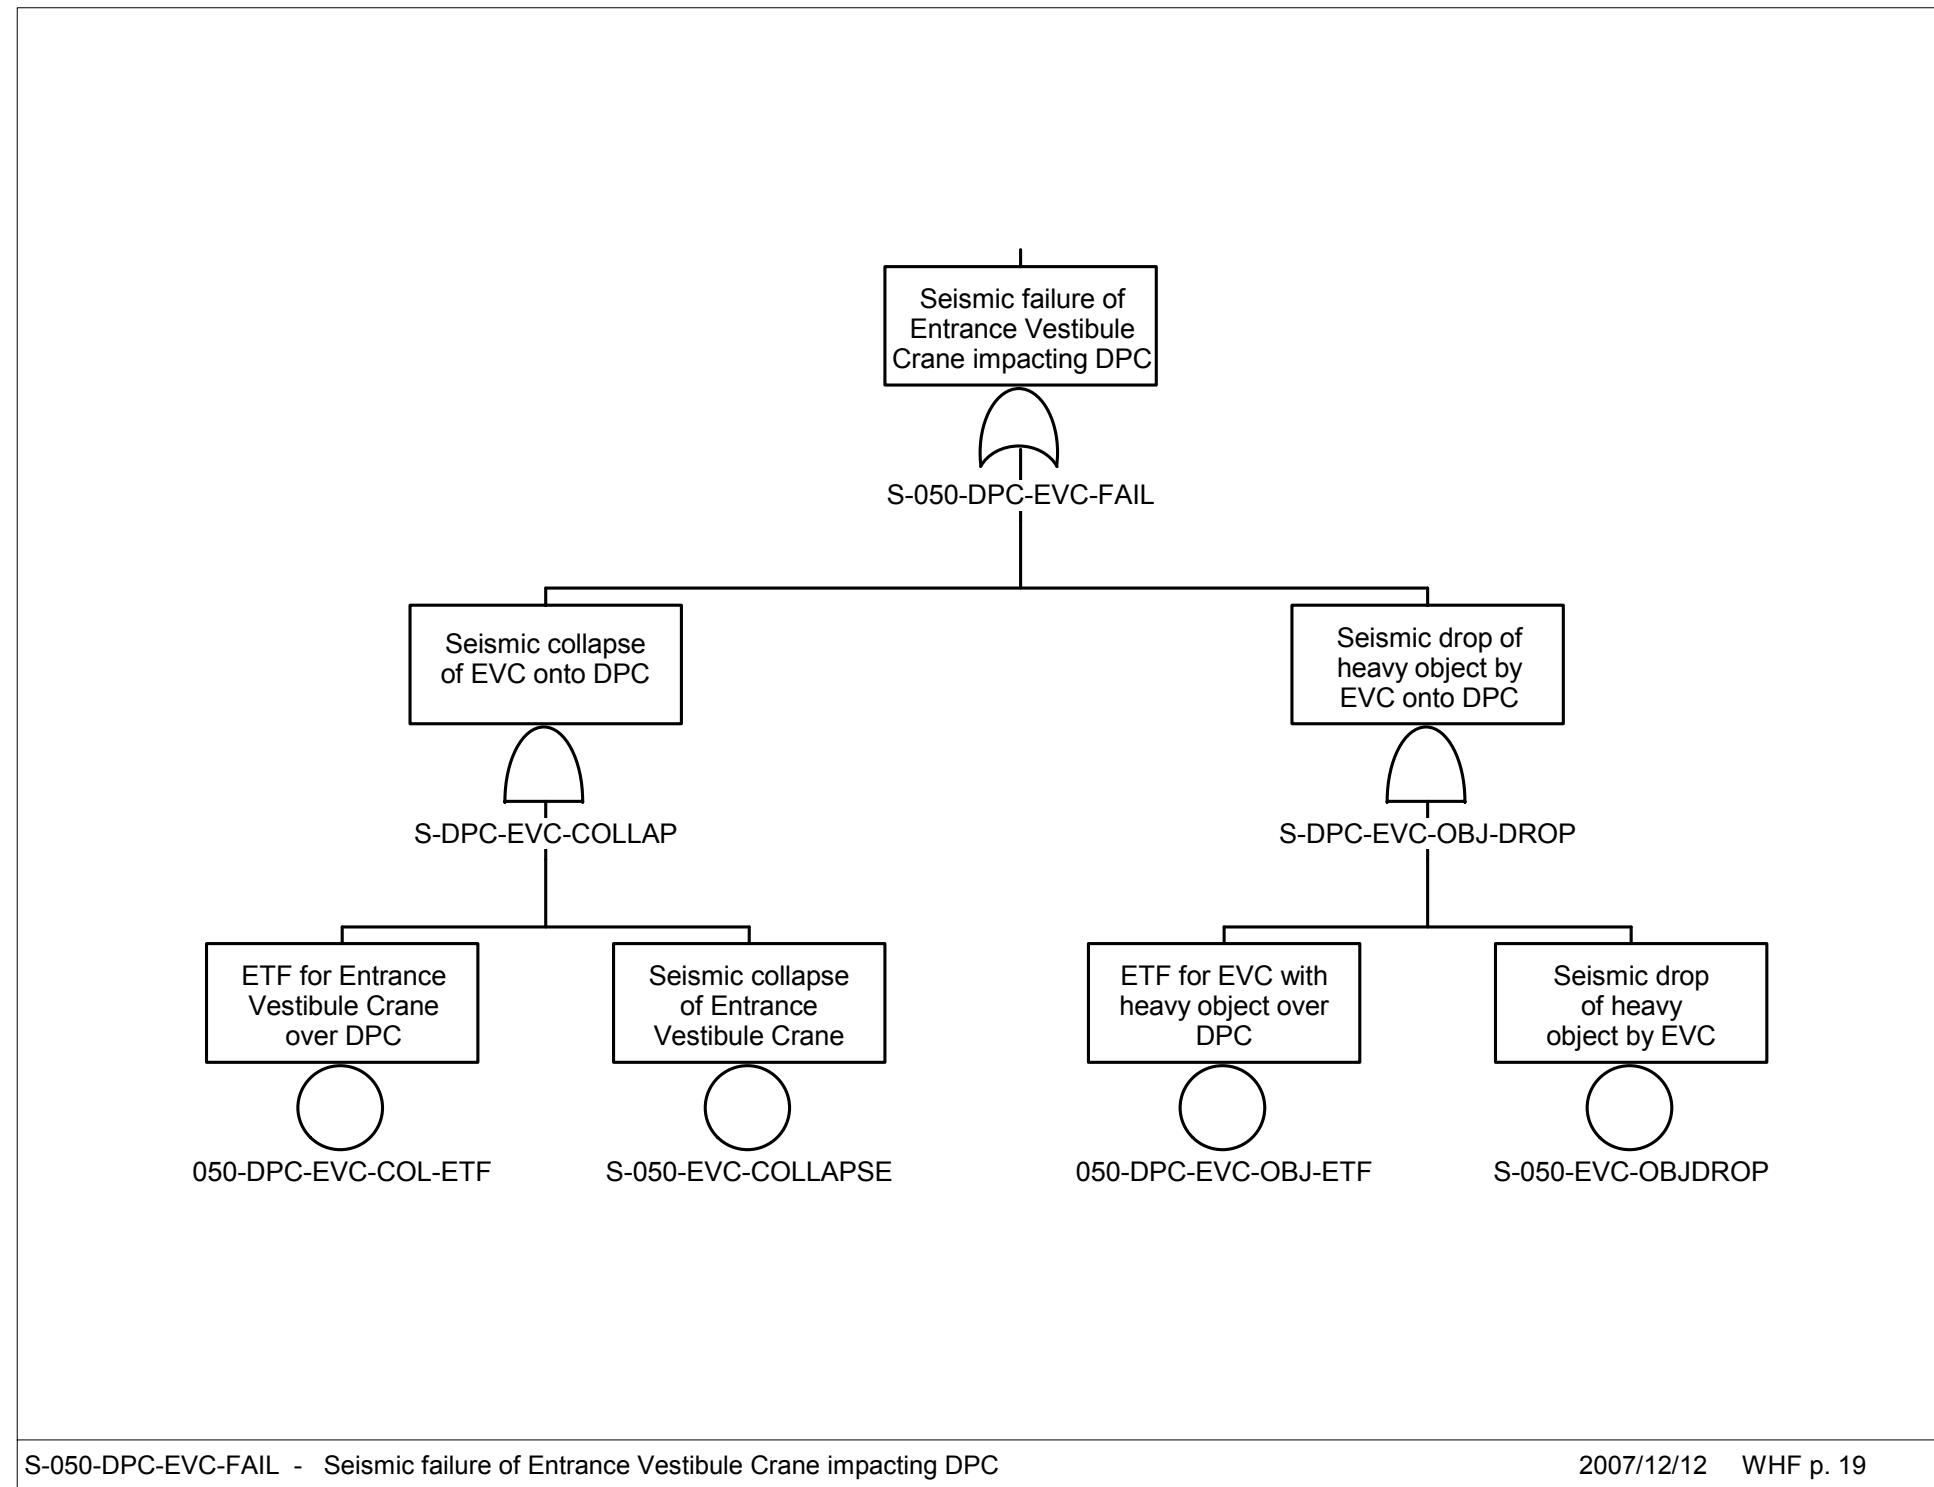 Seismic failure of
Entrance Vestibule
Crane impacting DPC
S-050-DPC-EVC-FAIL
Seismic collapse
of EVC onto DPC
S-DPC-EVC-COLLAP
Seismic drop of
heavy object by
EVC onto DPC
S-DPC-EVC-OBJ-DROP
ETF for Entrance
Vestibule Crane
over DPC
050-DPC-EVC-COL-ETF
Seismic collapse
of Entrance
Vestibule Crane
S-050-EVC-COLLAPSE
ETF for EVC with
heavy object over
DPC
050-DPC-EVC-OBJ-ETF
Seismic drop
of heavy
object by EVC
S-050-EVC-OBJDROP
S-050-DPC-EVC-FAIL - Seismic failure of Entrance Vestibule Crane impacting DPC 2007/12/12 WHF p. 19